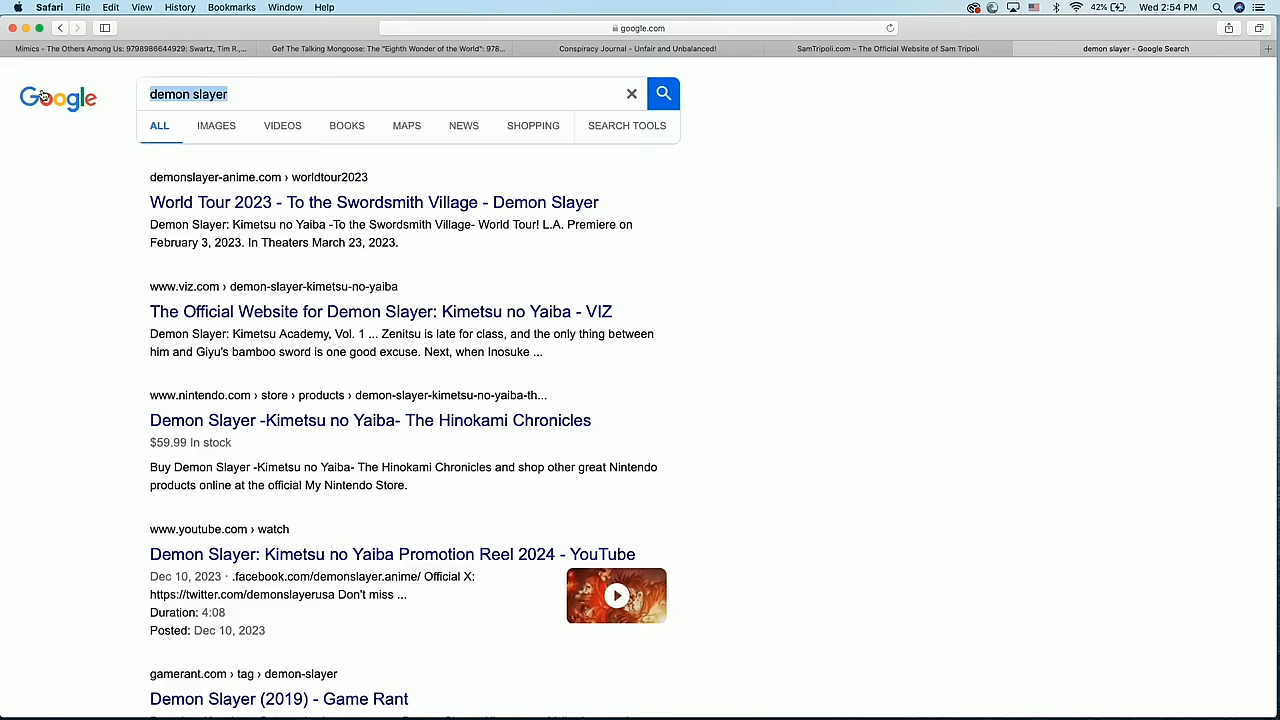 Safari File Edit View History Bookmarks Window Help 42% Wed 2:54 PM
google.com
Mimics - The Others Among Us: 9798986644929: Swartz, Tim R.,... Gef The Talking Mongoose: The "Eighth Wonder of the World": 978... Conspiracy Journal - Unfair and Unbalanced! SamTripoli.com – The Official Website of Sam Tripoli demon slayer - Google Search
Google demon slayer
ALL IMAGES VIDEOS BOOKS MAPS NEWS SHOPPING SEARCH TOOLS
demonslayer-anime.com › worldtour2023
World Tour 2023 - To the Swordsmith Village - Demon Slayer
Demon Slayer: Kimetsu no Yaiba -To the Swordsmith Village- World Tour! L.A. Premiere on
February 3, 2023. In Theaters March 23, 2023.
www.viz.com › demon-slayer-kimetsu-no-yaiba
The Official Website for Demon Slayer: Kimetsu no Yaiba - VIZ
Demon Slayer: Kimetsu Academy, Vol. 1 ... Zenitsu is late for class, and the only thing between
him and Giyu's bamboo sword is one good excuse. Next, when Inosuke ...
www.nintendo.com › store › products › demon-slayer-kimetsu-no-yaiba-th...
Demon Slayer -Kimetsu no Yaiba- The Hinokami Chronicles
$59.99 In stock
Buy Demon Slayer -Kimetsu no Yaiba- The Hinokami Chronicles and shop other great Nintendo
products online at the official My Nintendo Store.
www.youtube.com › watch
Demon Slayer: Kimetsu no Yaiba Promotion Reel 2024 - YouTube
Dec 10, 2023 · .facebook.com/demonslayer.anime/ Official X:
https://twitter.com/demonslayerusa Don't miss ...
Duration: 4:08
Posted: Dec 10, 2023
gamerant.com › tag › demon-slayer
Demon Slayer (2019) - Game Rant